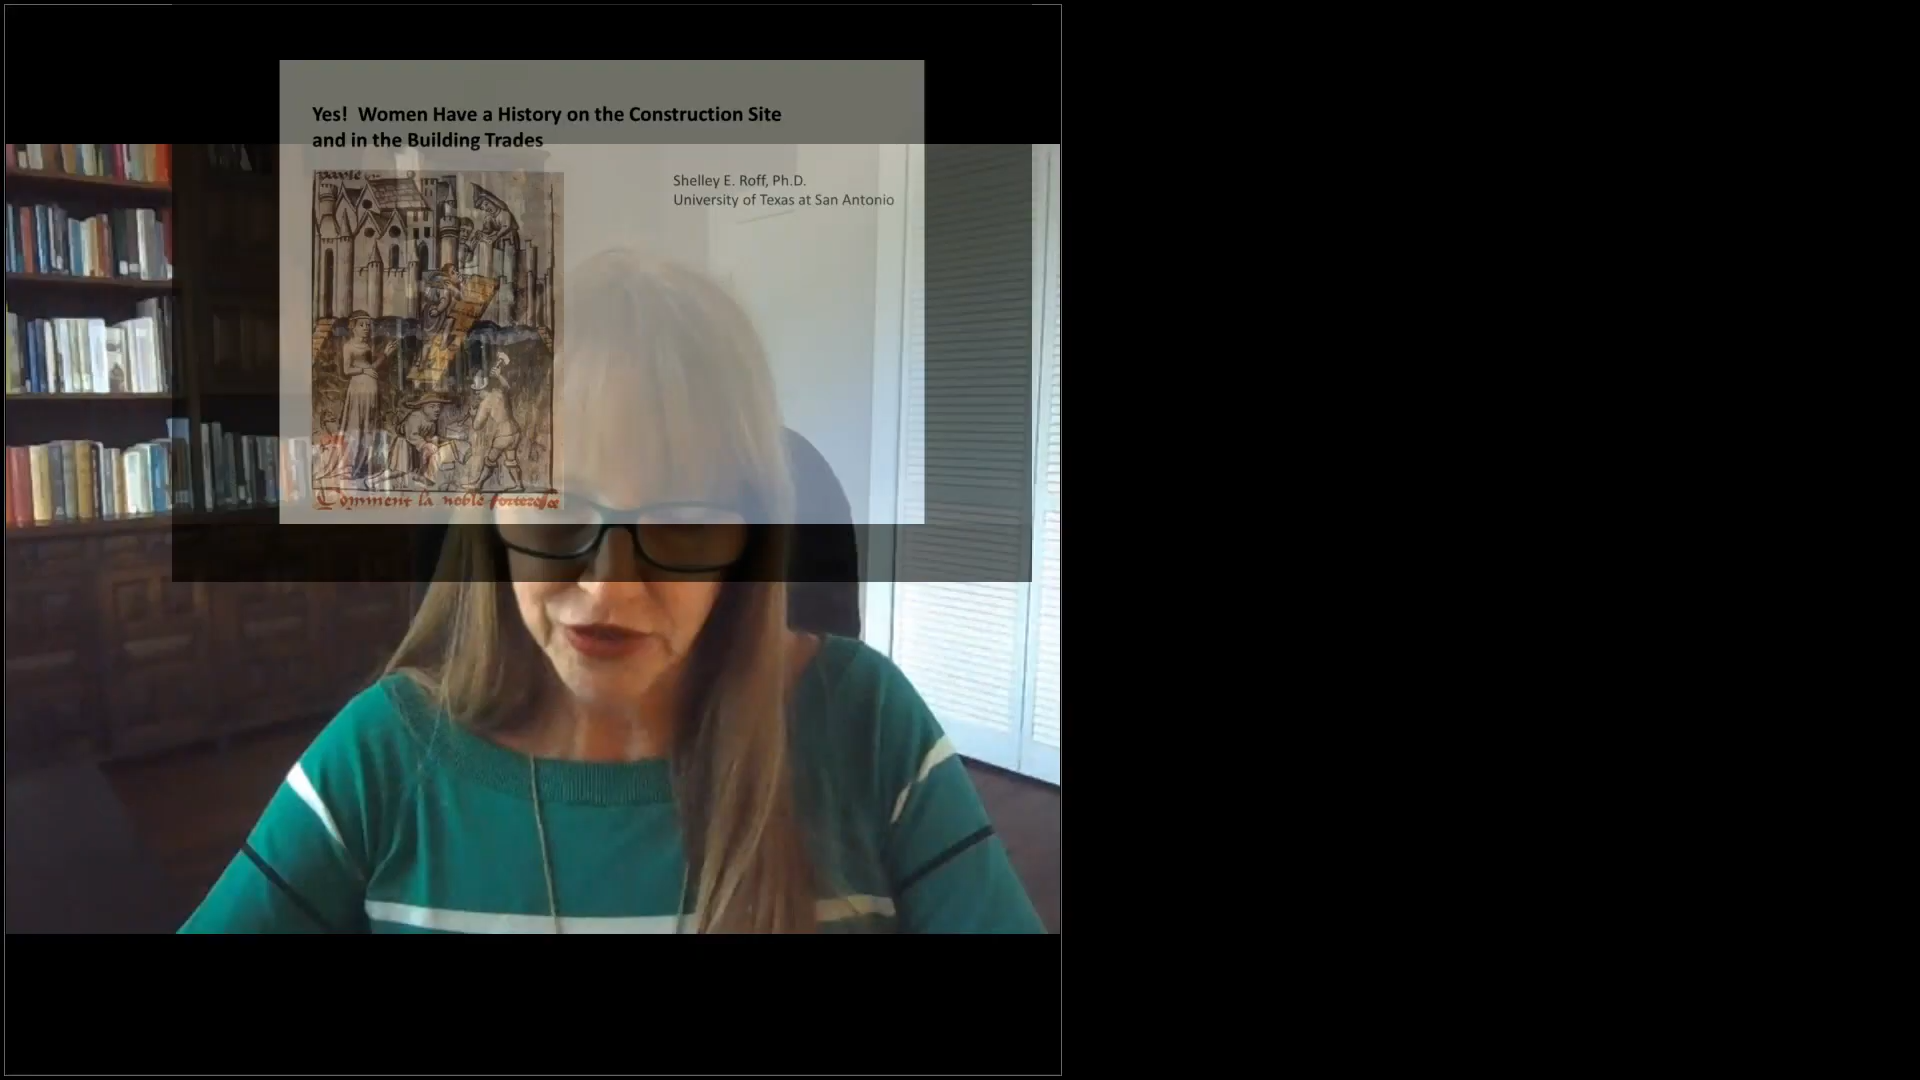 Yes!  Women Have a History on the Construction Site
and in the Building Trades
Shelley E. Roff, Ph.D.
University of Texas at San Antonio
Comment la noble forteresse